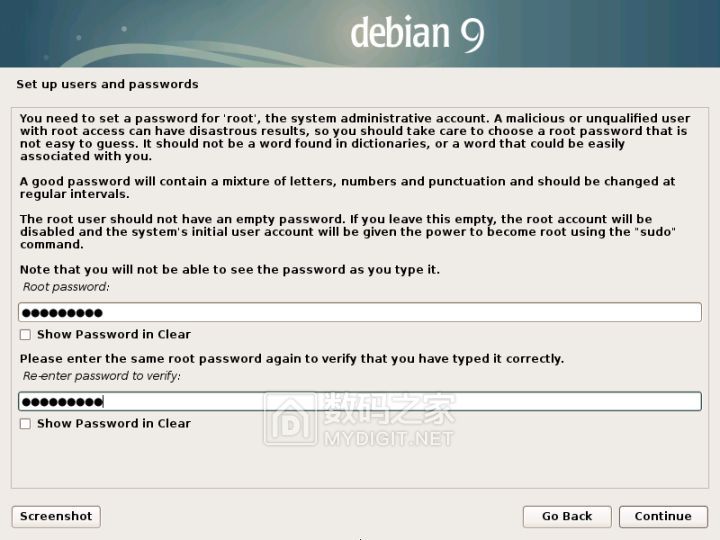 debian 9
Set up users and passwords
You need to set a password for 'root', the system administrative account. A malicious or unqualified user
with root access can have disastrous results, so you should take care to choose a root password that is
not easy to guess. It should not be a word found in dictionaries, or a word that could be easily
associated with you.
A good password will contain a mixture of letters, numbers and punctuation and should be changed at
regular intervals.
The root user should not have an empty password. If you leave this empty, the root account will be
disabled and the system's initial user account will be given the power to become root using the "sudo"
command.
Note that you will not be able to see the password as you type it.
Root password:
●●●●●●●●●
Show Password in Clear
Please enter the same root password again to verify that you have typed it correctly.
Re-enter password to verify:
●●●●●●●●●
数码之家
MYDIGIT.NET
Show Password in Clear
Screenshot
Go Back
Continue